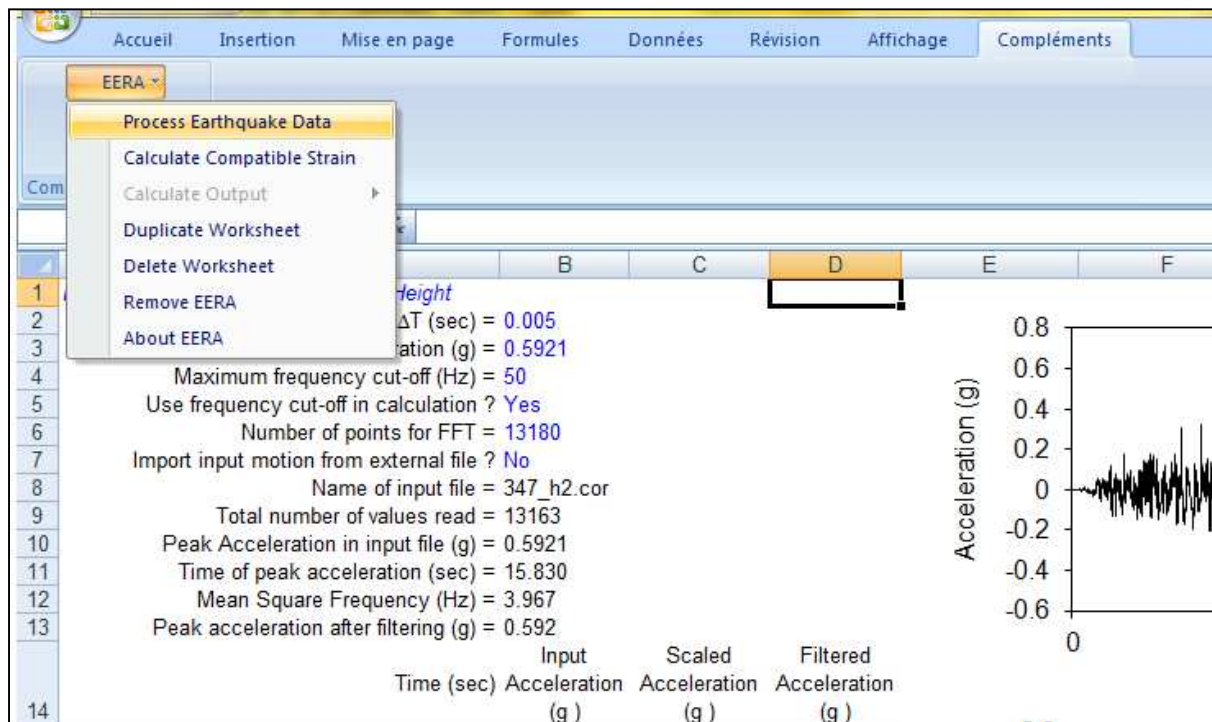 Accueil Insertion Mise en page Formules Données Révision Affichage Compléments
EERA
Process Earthquake Data
Calculate Compatible Strain
Calculate Output
Duplicate Worksheet
Delete Worksheet
Remove EERA
About EERA
Com
B C D E F
1 Height
2 ΔT (sec) = 0.005
3 ation (g) = 0.5921
4 Maximum frequency cut-off (Hz) = 50
5 Use frequency cut-off in calculation ? Yes
6 Number of points for FFT = 13180
7 Import input motion from external file ? No
8 Name of input file = 347_h2.cor
9 Total number of values read = 13163
10 Peak Acceleration in input file (g) = 0.5921
11 Time of peak acceleration (sec) = 15.830
12 Mean Square Frequency (Hz) = 3.967
13 Peak acceleration after filtering (g) = 0.592
Input Scaled Filtered
Time (sec) Acceleration Acceleration Acceleration
14 (g ) (g ) (g )
Acceleration (g)
0.8
0.6
0.4
0.2
0
-0.2
-0.4
-0.6
0